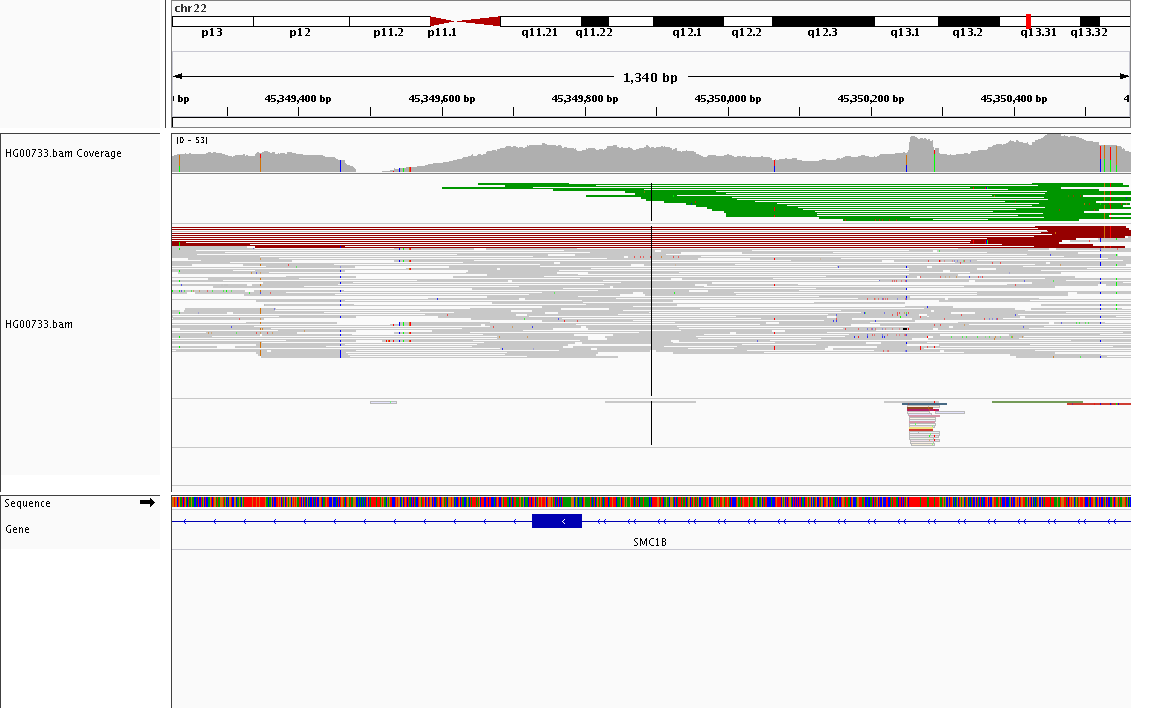 chr22
p13 p12 p11.2 p11.1 q11.21 q11.22 q12.1 q12.2 q12.3 q13.1 q13.2 q13.31 q13.32
1,340 bp
bp 45,349,400 bp 45,349,600 bp 45,349,800 bp 45,350,000 bp 45,350,200 bp 45,350,400 bp 4
HG00733.bam Coverage
[0 - 53]
HG00733.bam
Sequence
Gene
SMC1B